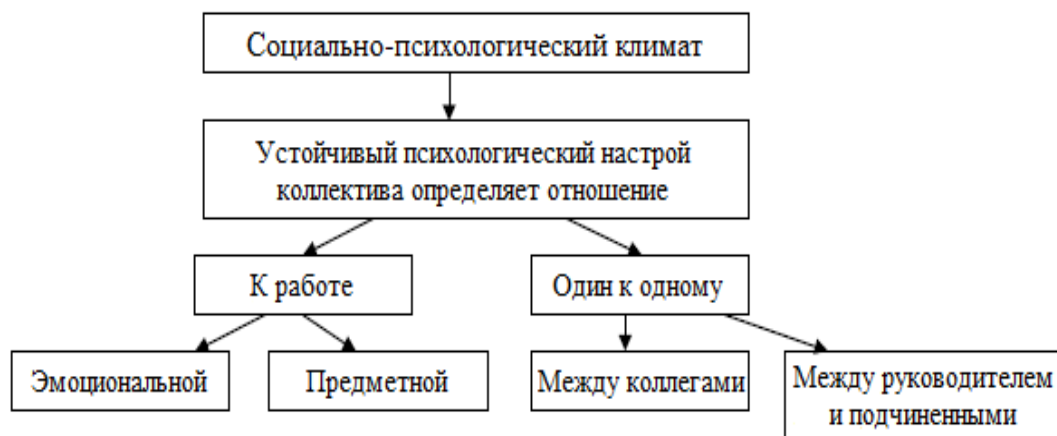 Социально-психологический климат
Устойчивый психологический настрой
коллектива определяет отношение
К работе
Один к одному
Эмоциональной
Предметной
Между коллегами
Между руководителем
и подчиненными